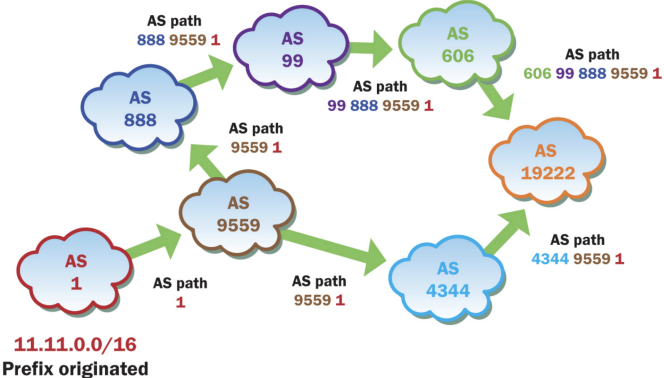 AS path
888 9559 1
AS
99
AS
606
AS path
606 99 888 9559 1
AS
888
AS path
99 888 9559 1
AS path
9559 1
AS
19222
AS
9559
AS
1
AS path
1
AS path
9559 1
AS
4344
AS path
4344 9559 1
11.11.0.0/16
Prefix originated